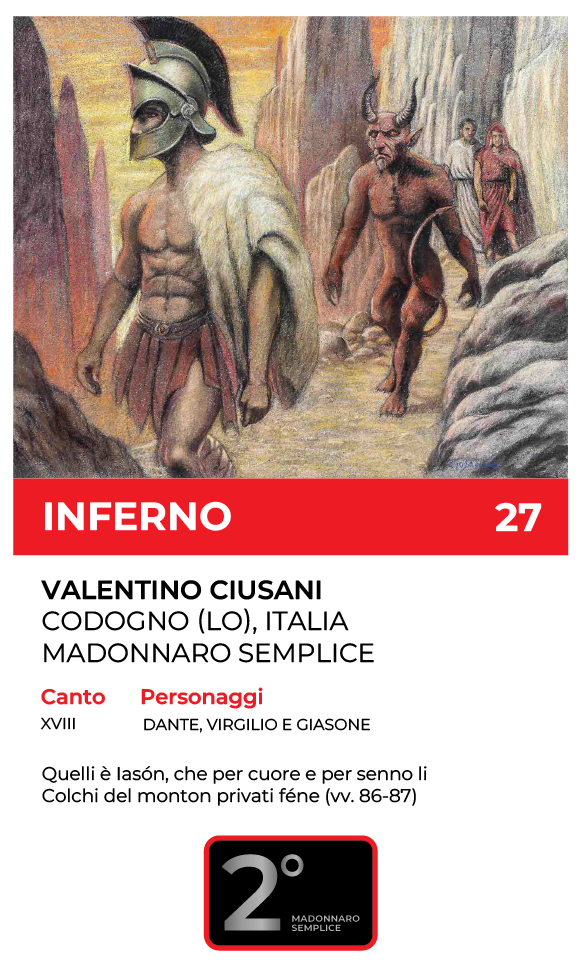 INFERNO 27
VALENTINO CIUSANI
CODOGNO (LO), ITALIA
MADONNARO SEMPLICE
Canto Personaggi
XVIII DANTE, VIRGILIO E GIASONE
Quelli è Iasón, che per cuore e per senno li
Colchi del monton privati féne (vv. 86-87)
2°
MADONNARO
SEMPLICE